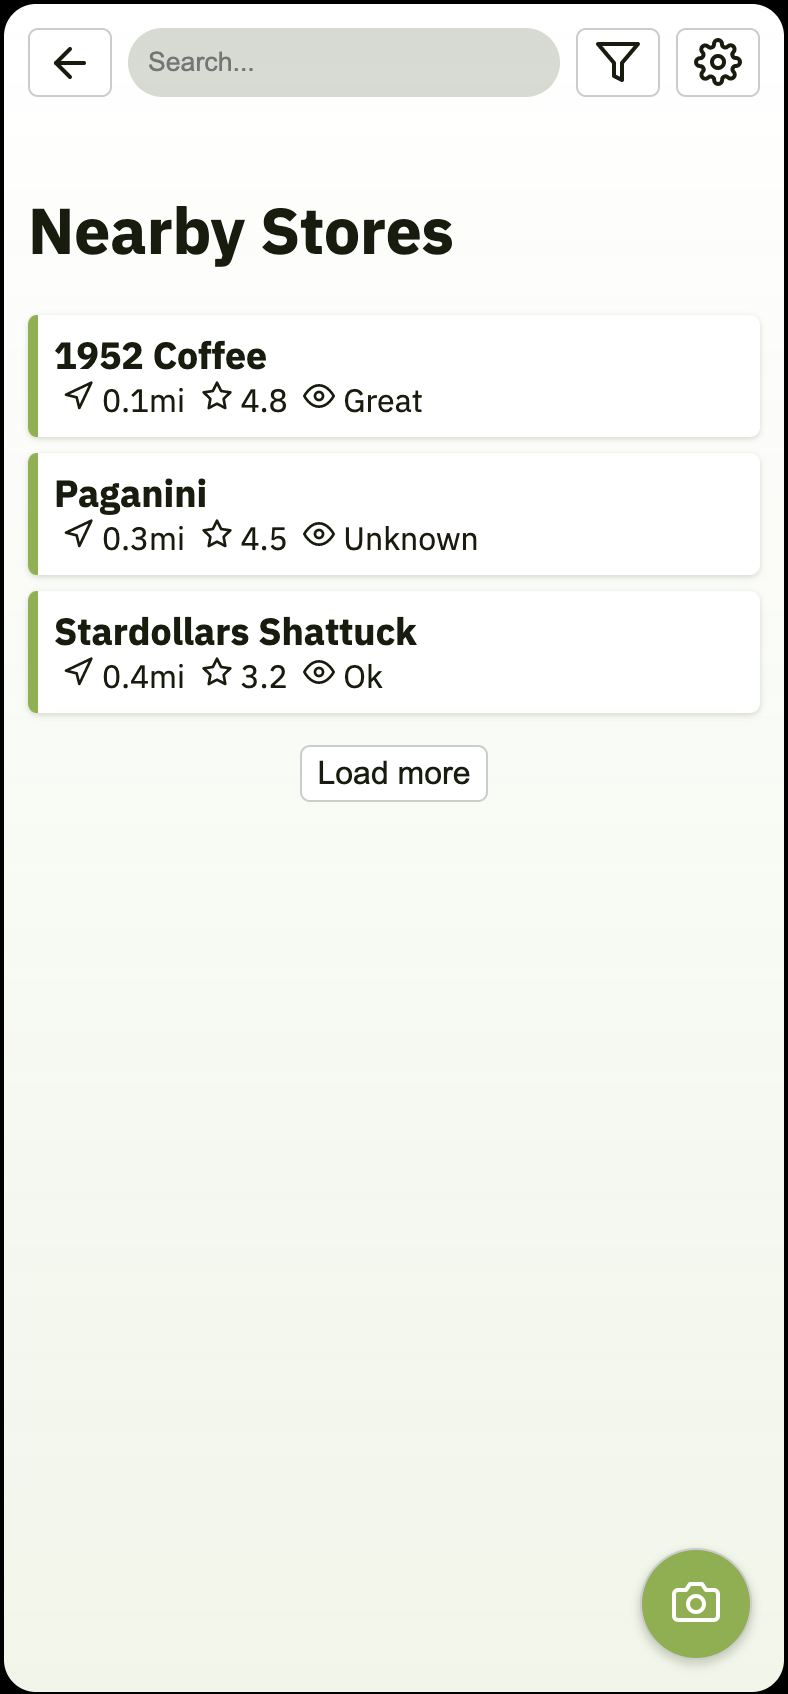 Search...
Nearby Stores
1952 Coffee
0.1mi 4.8 Great
Paganini
0.3mi 4.5 Unknown
Stardollars Shattuck
0.4mi 3.2 Ok
Load more